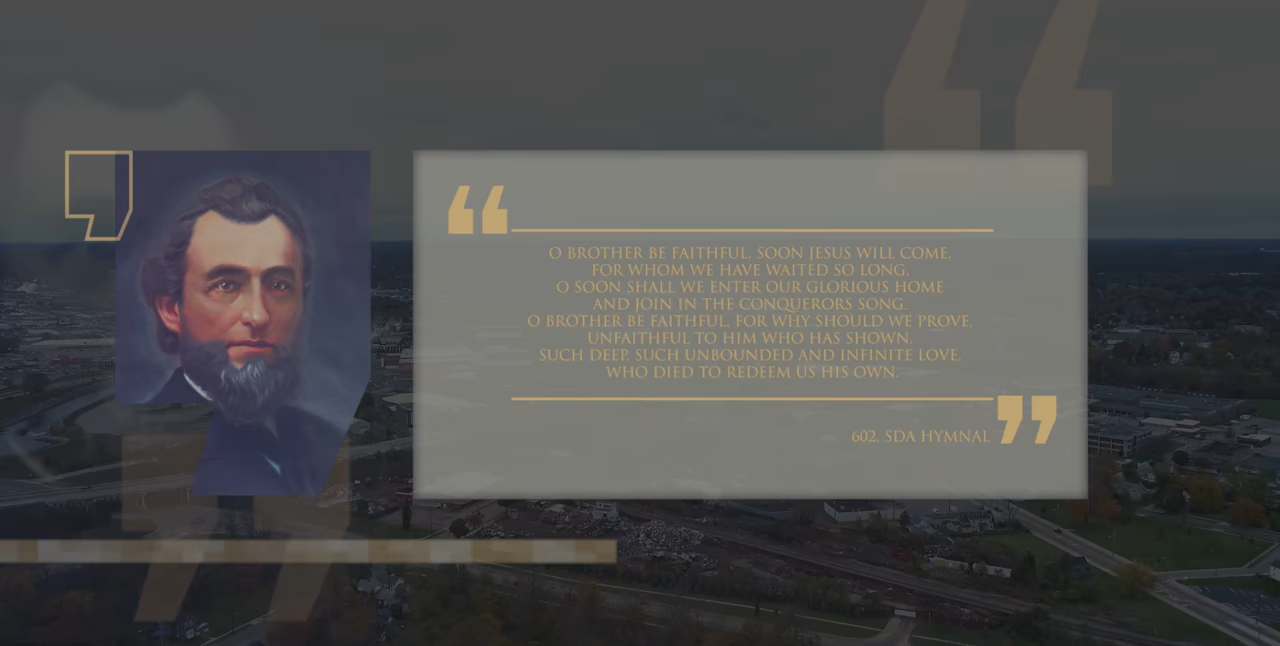 O BROTHER BE FAITHFUL, SOON JESUS WILL COME,
FOR WHOM WE HAVE WAITED SO LONG,
O SOON SHALL WE ENTER OUR GLORIOUS HOME
AND JOIN IN THE CONQUERORS SONG.
O BROTHER BE FAITHFUL, FOR WHY SHOULD WE PROVE,
UNFAITHFUL TO HIM WHO HAS SHOWN,
SUCH DEEP, SUCH UNBOUNDED AND INFINITE LOVE,
WHO DIED TO REDEEM US HIS OWN.
602. SDA HYMNAL